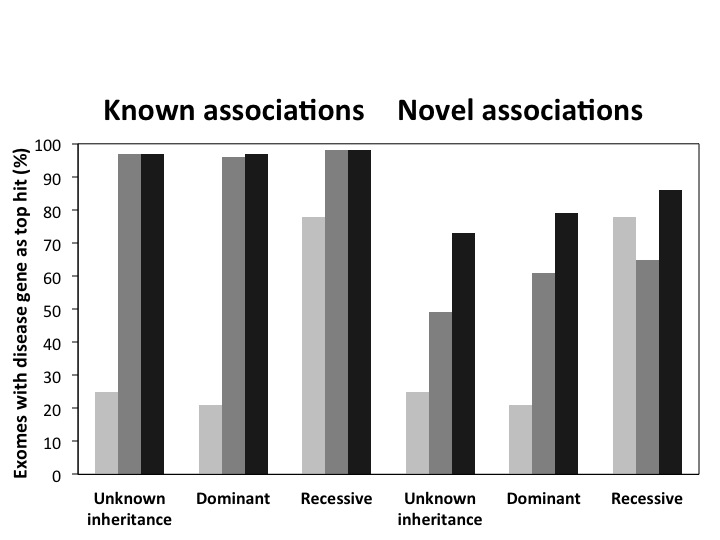 Known associations
Novel associations
Exomes with disease gene as top hit (%)
100
90
80
70
60
50
40
30
20
10
0
Unknown
inheritance
Dominant
Recessive
Unknown
inheritance
Dominant
Recessive